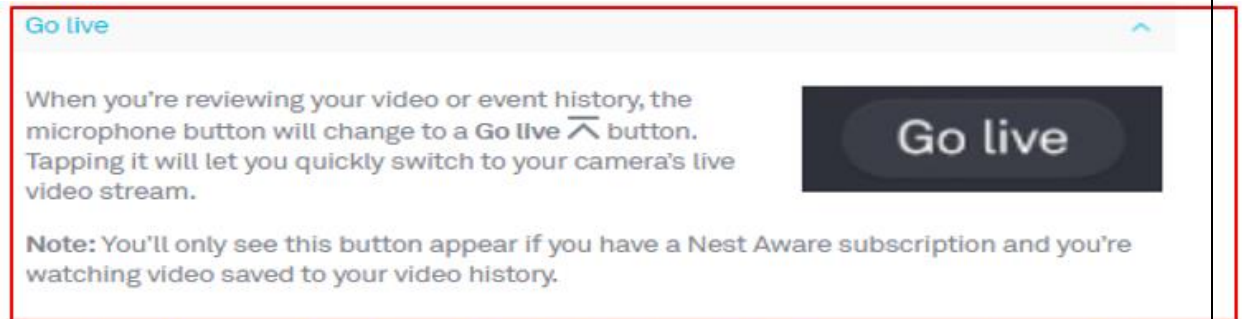 Go live
When you're reviewing your video or event history, the
microphone button will change to a Go live button.
Tapping it will let you quickly switch to your camera's live
video stream.
Go live
Note: You'll only see this button appear if you have a Nest Aware subscription and you're
watching video saved to your video history.